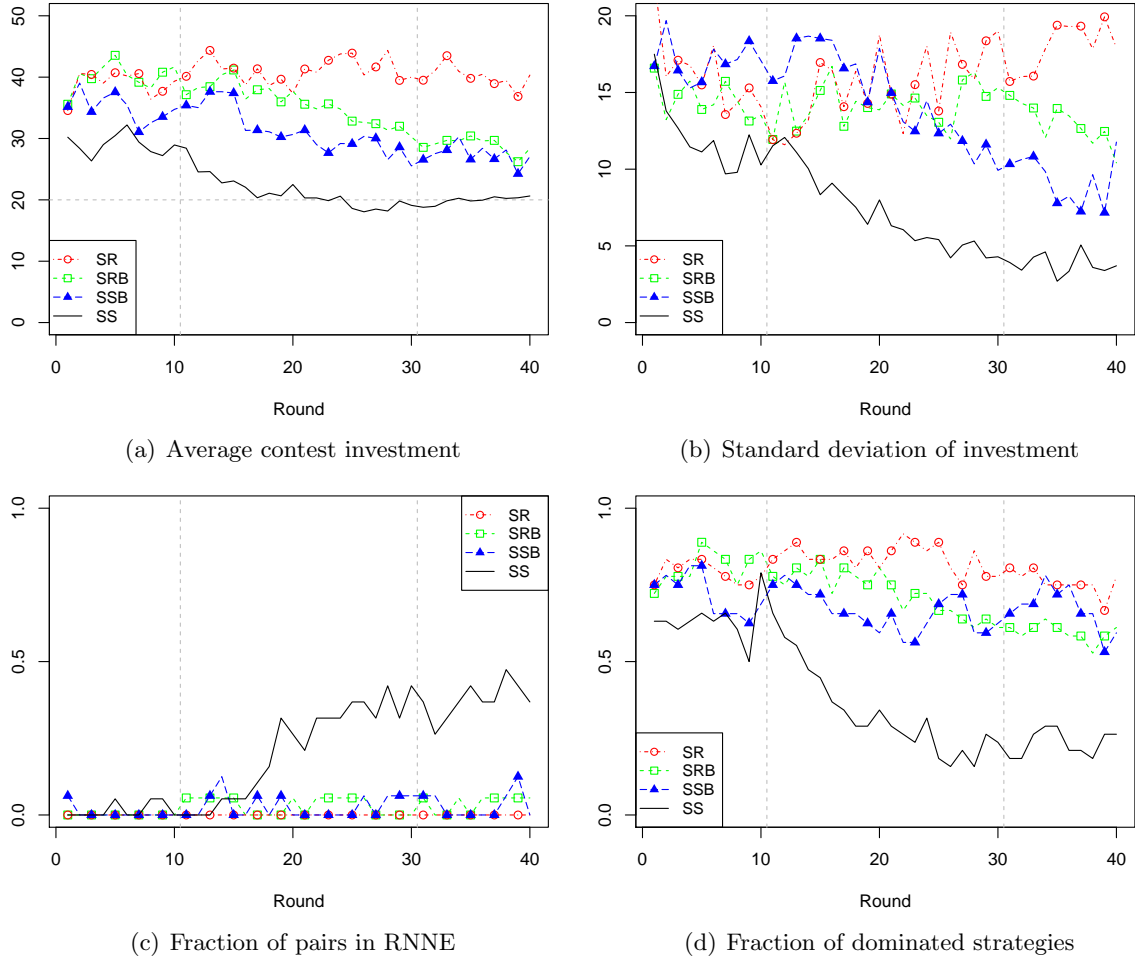 50
40
30
20
10
0
SR
SRB
SSB
SS
0 10 20 30 40
Round
(a) Average contest investment
20
15
10
5
0
SR
SRB
SSB
SS
0 10 20 30 40
Round
(b) Standard deviation of investment
1.0
0.5
0.0
SR
SRB
SSB
SS
0 10 20 30 40
Round
(c) Fraction of pairs in RNNE
1.0
0.5
0.0
SR
SRB
SSB
SS
0 10 20 30 40
Round
(d) Fraction of dominated strategies